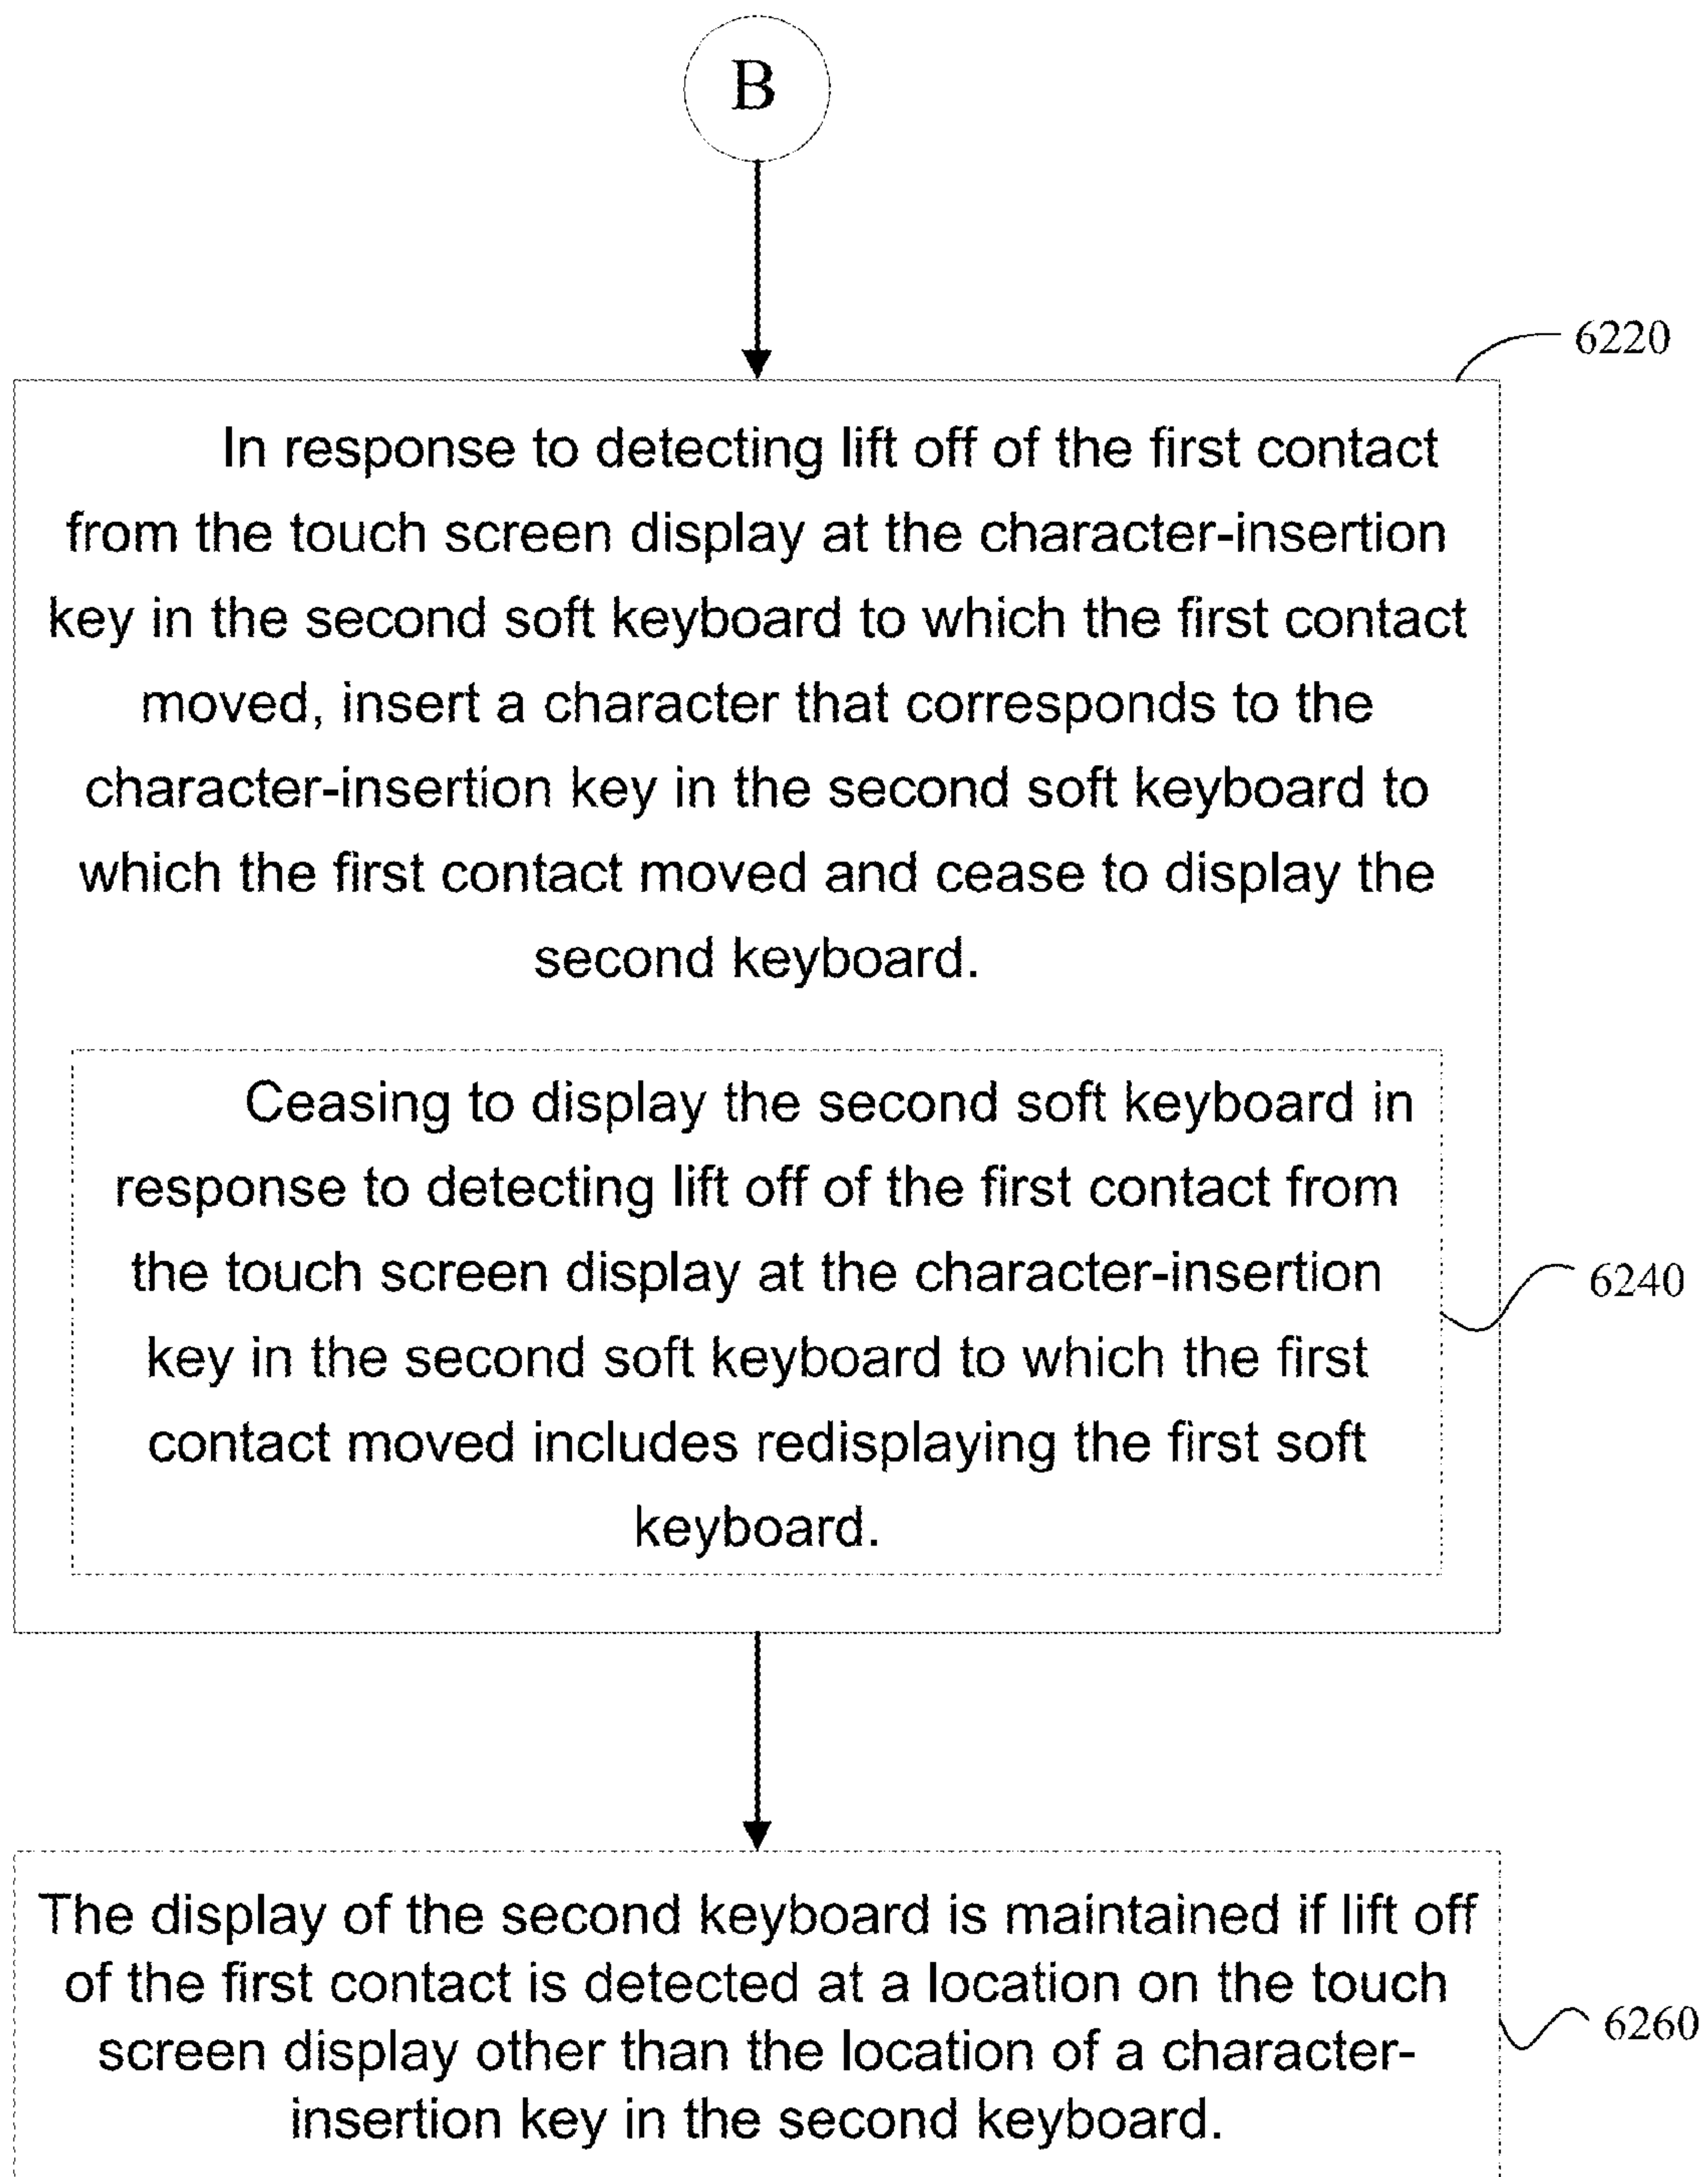 B
6220
In response to detecting lift off of the first contact
from the touch screen display at the character-insertion
key in the second soft keyboard to which the first contact
moved, insert a character that corresponds to the
character-insertion key in the second soft keyboard to
which the first contact moved and cease to display the
second keyboard.
Ceasing to display the second soft keyboard in
response to detecting lift off of the first contact from
the touch screen display at the character-insertion
key in the second soft keyboard to which the first
contact moved includes redisplaying the first soft
keyboard.
6240
The display of the second keyboard is maintained if lift off
of the first contact is detected at a location on the touch
screen display other than the location of a character-
insertion key in the second keyboard.
6260